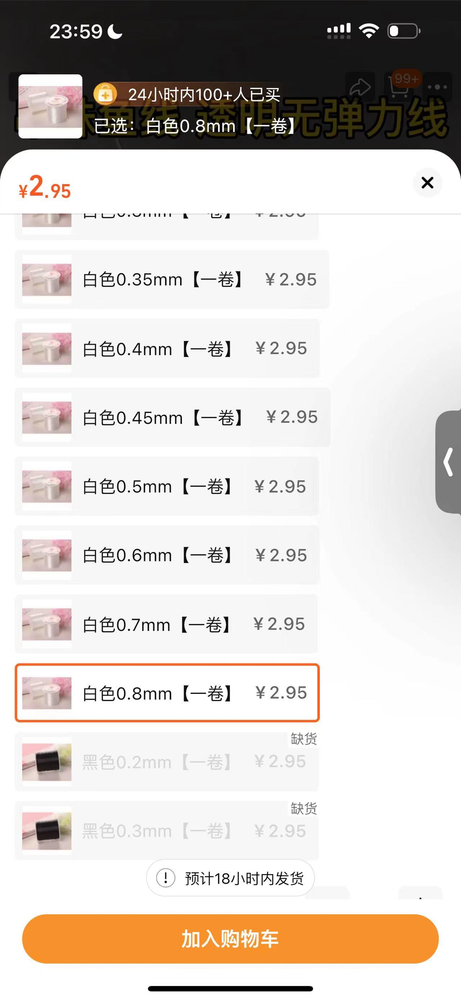 23:59
99+
24小时内100+人已买
鱼线 透明无弹力线
已选：白色0.8mm【一卷】
¥2.95
白色0.35mm【一卷】 ¥2.95
白色0.4mm【一卷】 ¥2.95
白色0.45mm【一卷】 ¥2.95
白色0.5mm【一卷】 ¥2.95
白色0.6mm【一卷】 ¥2.95
白色0.7mm【一卷】 ¥2.95
白色0.8mm【一卷】 ¥2.95
缺货
黑色0.2mm【一卷】 ¥2.95
缺货
黑色0.3mm【一卷】 ¥2.95
预计18小时内发货
加入购物车